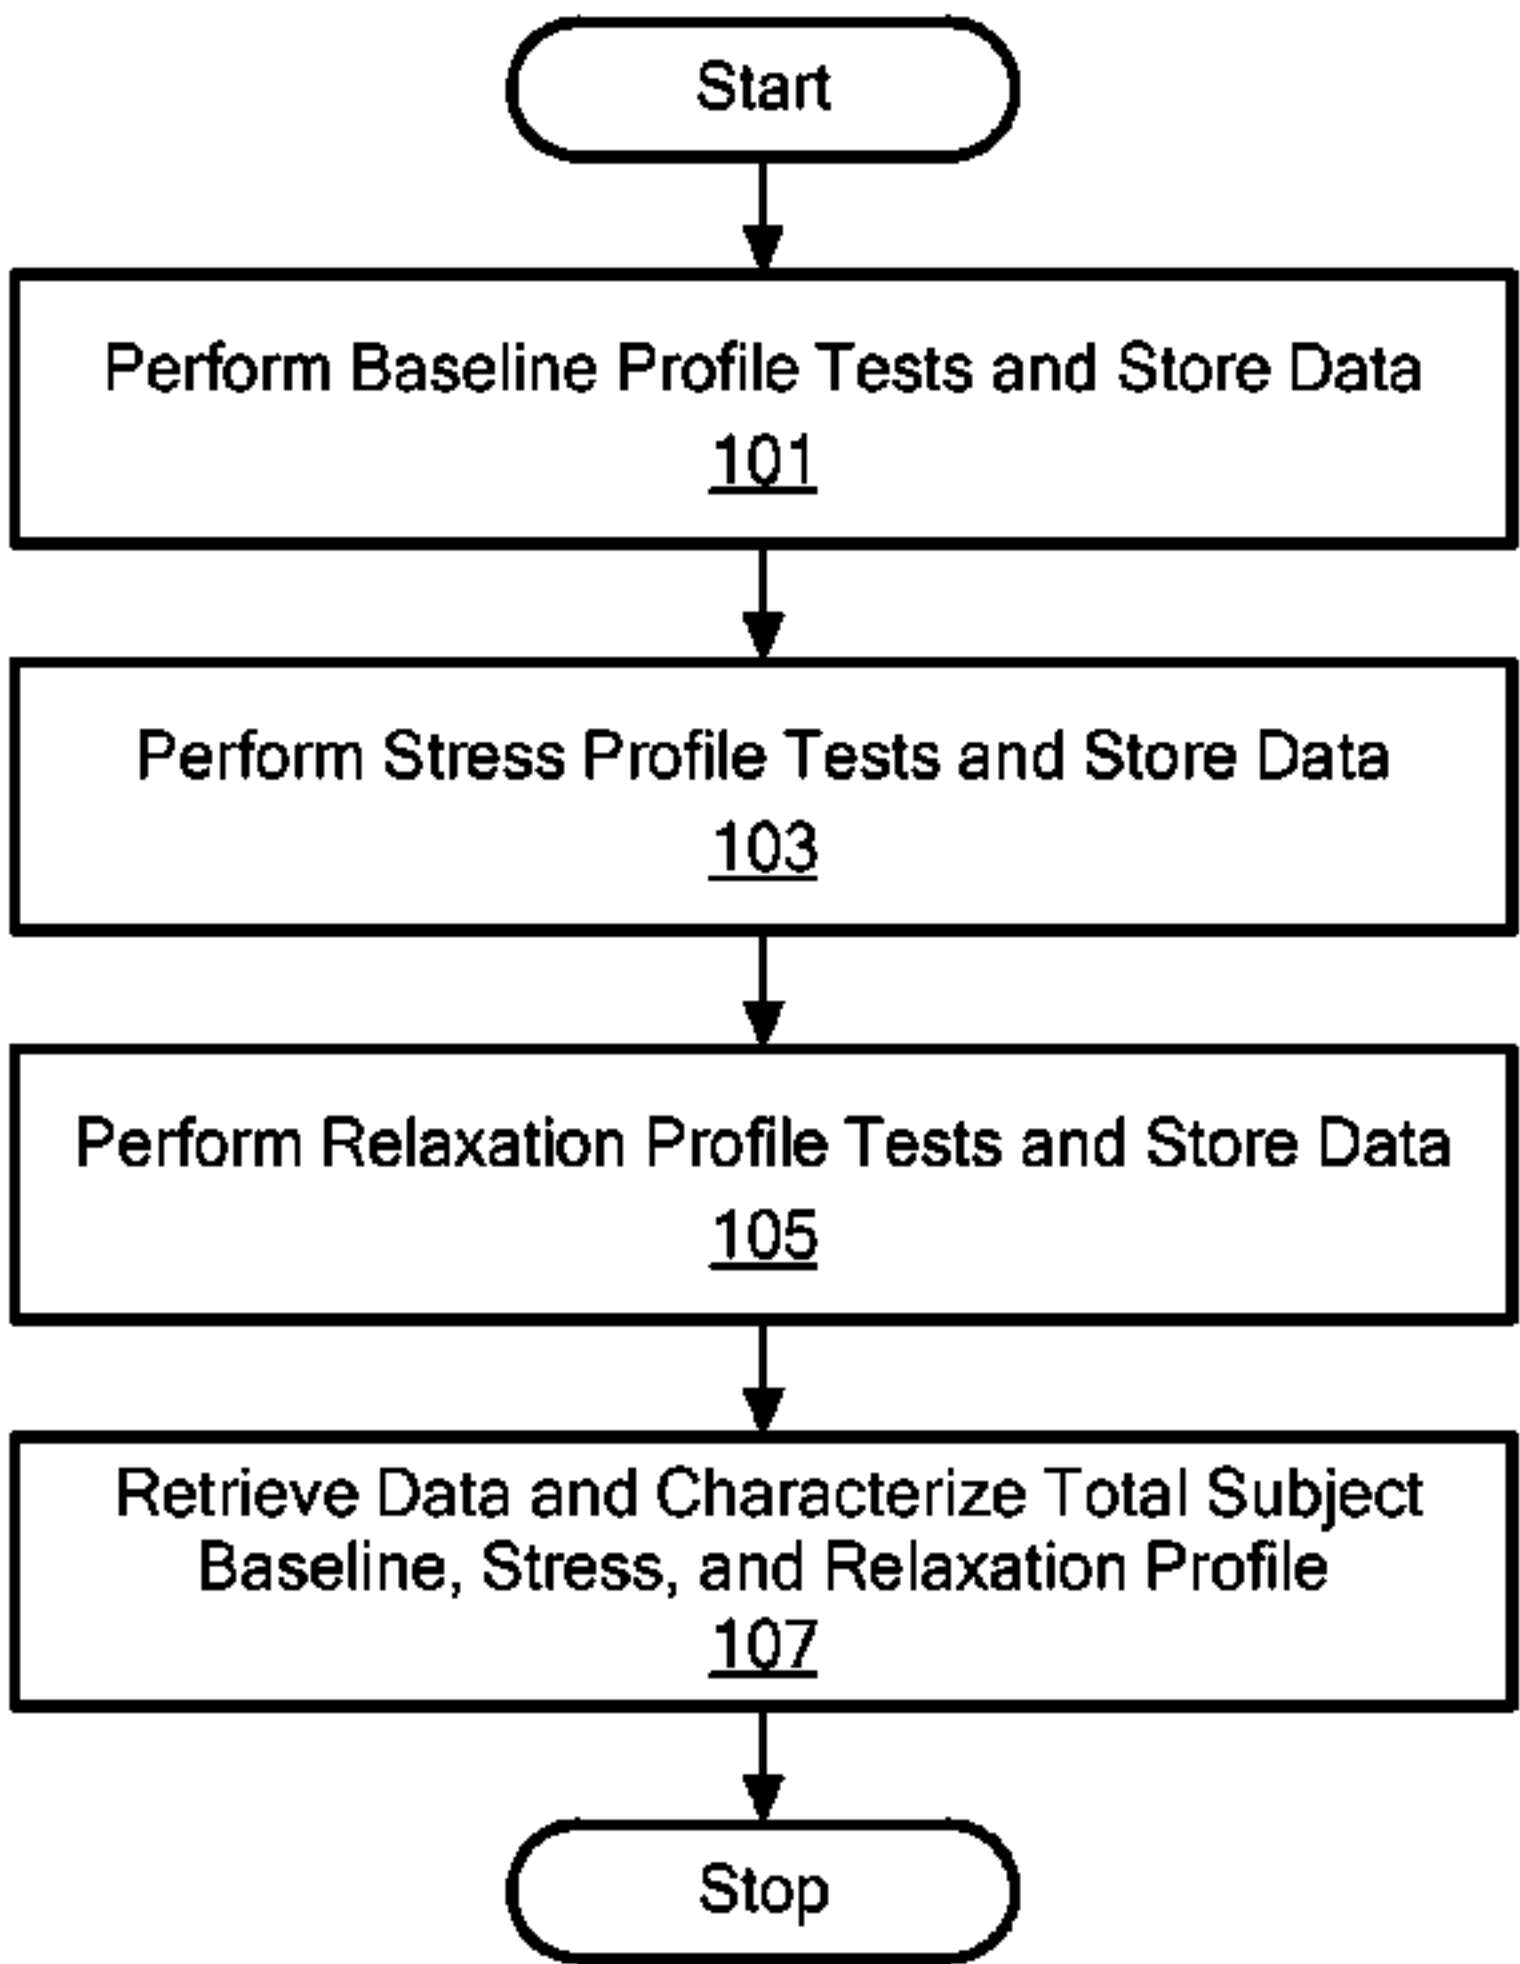 Start
Perform Baseline Profile Tests and Store Data
101
Perform Stress Profile Tests and Store Data
103
Perform Relaxation Profile Tests and Store Data
105
Retrieve Data and Characterize Total Subject
Baseline, Stress, and Relaxation Profile
107
Stop